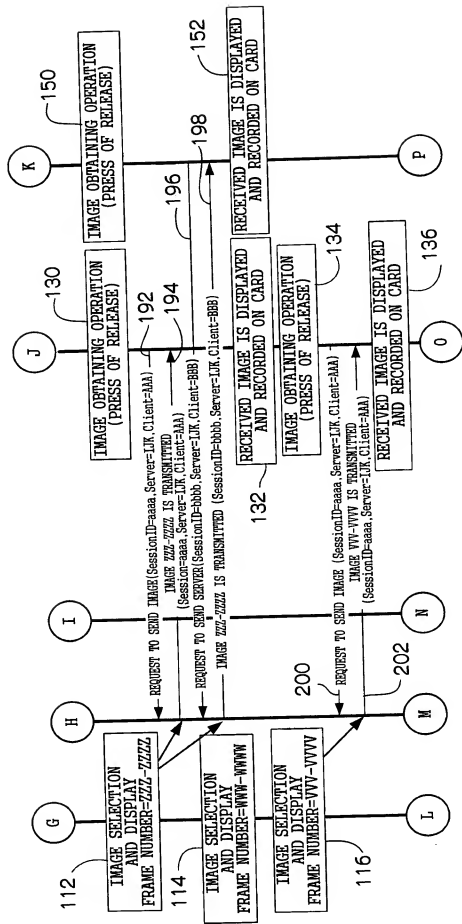 G
H
I
J
K
112
IMAGE SELECTION
AND DISPLAY
FRAME NUMBER=ZZZ-ZZZZ
114
IMAGE SELECTION
AND DISPLAY
FRAME NUMBER=WWW-WWWW
116
IMAGE SELECTION
AND DISPLAY
FRAME NUMBER=VVV-VVVV
130
IMAGE OBTAINING OPERATION
(PRESS OF RELEASE)
150
IMAGE OBTAINING OPERATION
(PRESS OF RELEASE)
REQUEST TO SEND IMAGE(SessionID=aaaa,Server=IJK,Client=AAA)
192
IMAGE ZZZ-ZZZZ IS TRANSMITTED
(Session=aaaa,Server=IJK,Client=AAA)
194
REQUEST TO SEND SERVER(SessionID=bbbb,Server=IJK,Client=BBB)
196
IMAGE ZZZ-ZZZZ IS TRANSMITTED (SessionID=bbbb,Server=IJK,Client=BBB)
198
132
RECEIVED IMAGE IS DISPLAYED
AND RECORDED ON CARD
152
RECEIVED IMAGE IS DISPLAYED
AND RECORDED ON CARD
134
IMAGE OBTAINING OPERATION
(PRESS OF RELEASE)
200
REQUEST TO SEND IMAGE (SessionID=aaaa,Server=IJK,Client=AAA)
IMAGE VVV-VVVV IS TRANSMITTED
(SessionID=aaaa,Server=IJK,Client=AAA)
202
136
RECEIVED IMAGE IS DISPLAYED
AND RECORDED ON CARD
L
M
N
O
P